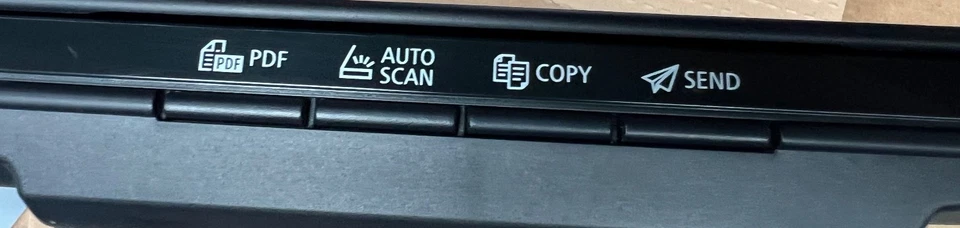 PDF PDF
AUTO SCAN
COPY
SEND